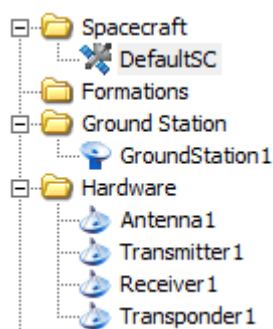 Spacecraft
DefaultSC
Formations
Ground Station
GroundStation1
Hardware
Antenna1
Transmitter1
Receiver1
Transponder1